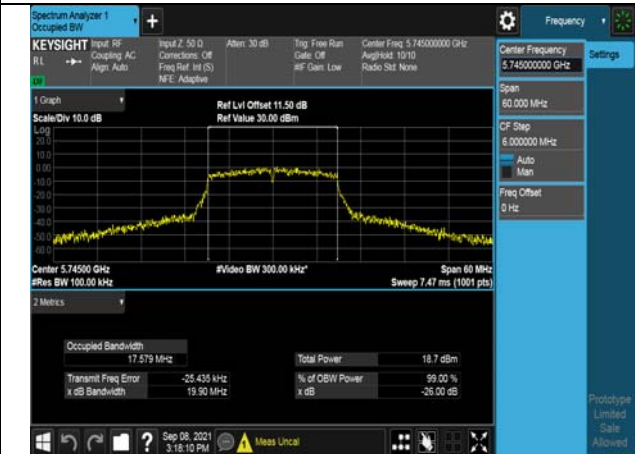 Spectrum Analyzer 1
Occupied BW
+
Frequency
KEYSIGHT
RL
Input: RF
Coupling: AC
Align: Auto
Input Z: 50 Ω
Corrections: Off
Freq Ref: Int (S)
NFE: Adaptive
Atten: 30 dB
Trig: Free Run
Gate: Off
#IF Gain: Low
Center Freq: 5.745000000 GHz
Avg|Hold: 10/10
Radio Std: None
Center Frequency
5.745000000 GHz
Settings
Span
60.000 MHz
CF Step
6.000000 MHz
Auto
Man
Freq Offset
0 Hz
1 Graph
Scale/Div 10.0 dB
Ref Lvl Offset 11.50 dB
Ref Value 30.00 dBm
Log
20.0
10.0
0.00
-10.0
-20.0
-30.0
-40.0
-50.0
-60.0
Center 5.74500 GHz
#Res BW 100.00 kHz
#Video BW 300.00 kHz*
Span 60 MHz
Sweep 7.47 ms (1001 pts)
2 Metrics
Occupied Bandwidth
17.579 MHz
Total Power 18.7 dBm
Transmit Freq Error -25.435 kHz
% of OBW Power 99.00 %
x dB Bandwidth 19.90 MHz
x dB -26.00 dB
Prototype
Limited
Sale
Allowed
?
Sep 08, 2021
3:18:10 PM
Meas Uncal